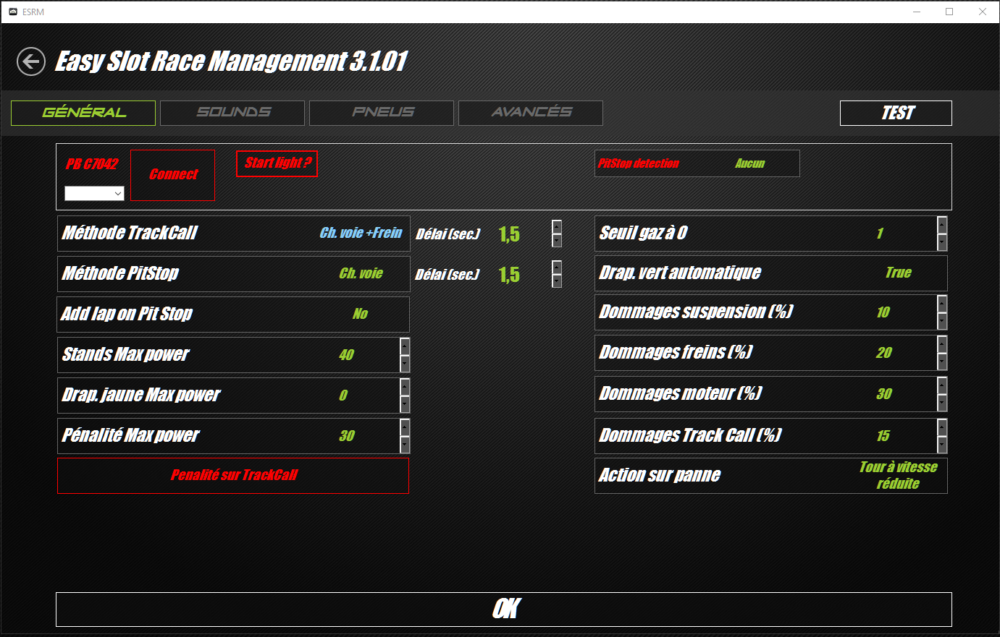 ESRM
Easy Slot Race Management 3.1.01
GÉNÉRAL
SOUNDS
PNEUS
AVANCÉS
TEST
PB G7042
Connect
Start light ?
PitStop detection
Aucun
Méthode TrackCall
Ch. voie +Frein
Délai (sec.)
1,5
Seuil gaz à 0
1
Méthode PitStop
Ch. voie
Délai (sec.)
1,5
Drap. vert automatique
True
Add lap on Pit Stop
No
Dommages suspension (%)
10
Stands Max power
40
Dommages freins (%)
20
Drap. jaune Max power
0
Dommages moteur (%)
30
Pénalité Max power
30
Dommages Track Call (%)
15
Penalité sur TrackCall
Action sur panne
Tour à vitesse
réduite
OK